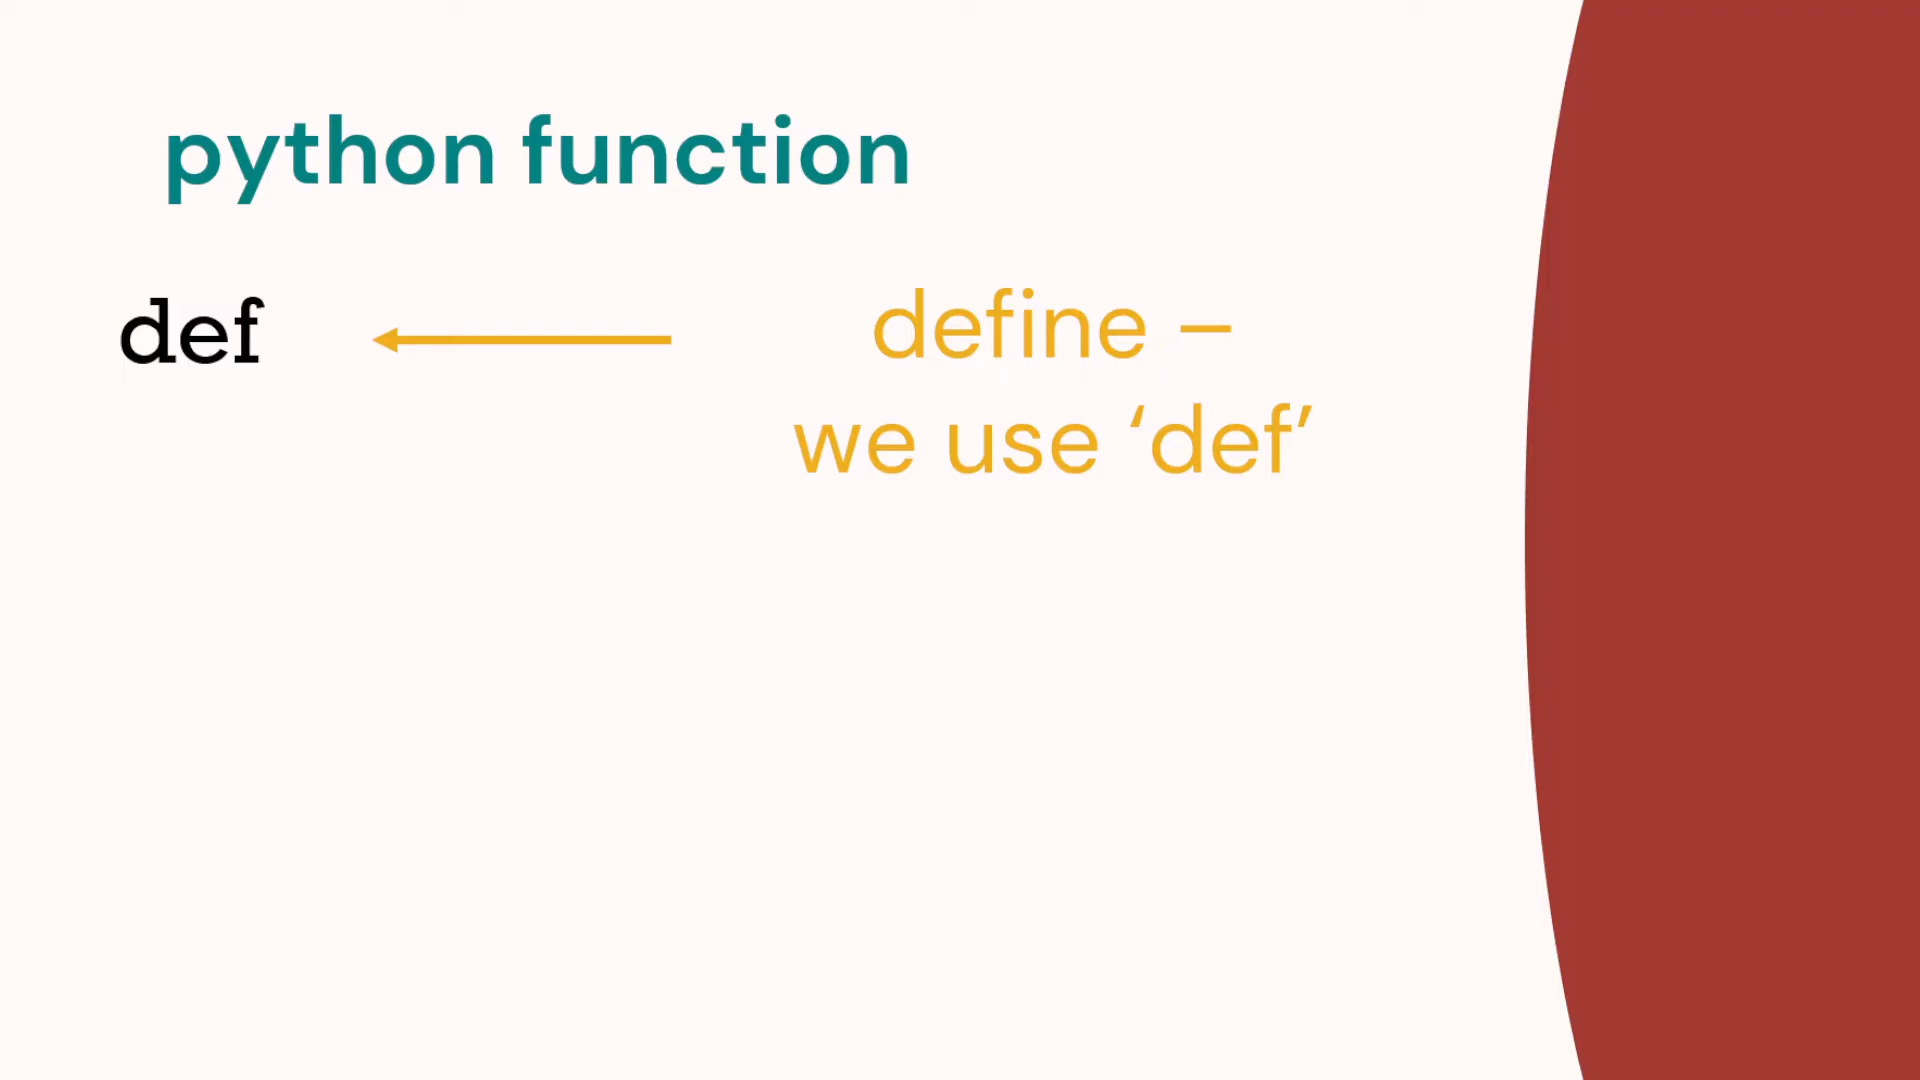 python function
def
define –
we use ‘def’